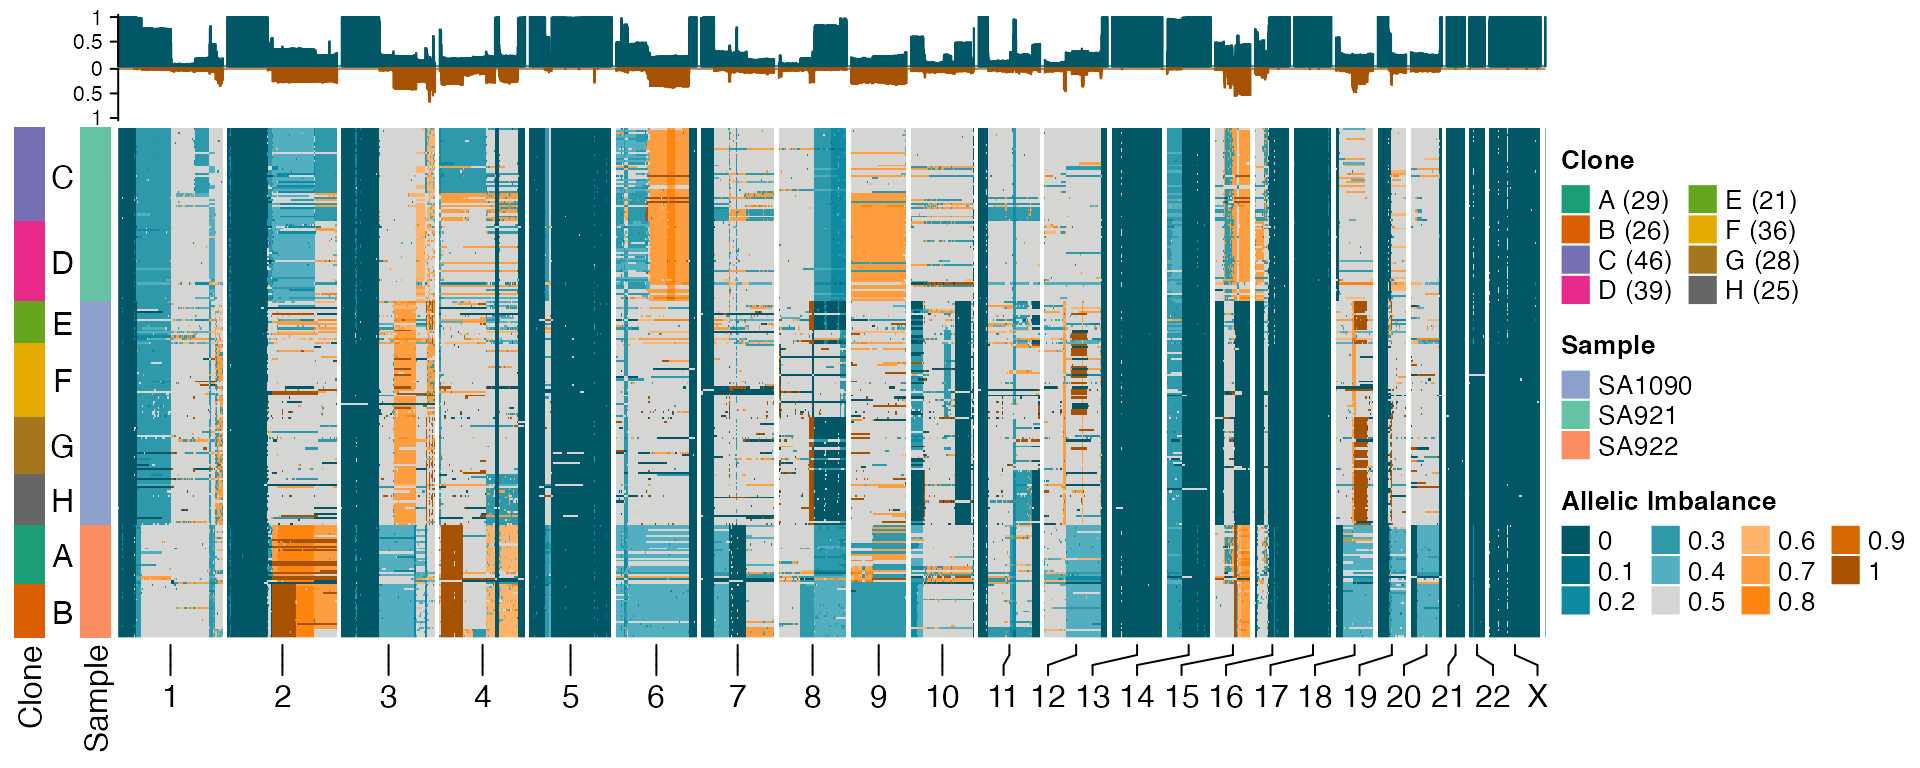 1
0.5
0
0.5
1
C
D
E
F
G
H
A
B
Clone
Sample
1 2 3 4 5 6 7 8 9 10 11 12 13 14 15 16 17 18 19 20 21 22 X
Clone
A (29) E (21)
B (26) F (36)
C (46) G (28)
D (39) H (25)
Sample
SA1090
SA921
SA922
Allelic Imbalance
0 0.3 0.6 0.9
0.1 0.4 0.7 1
0.2 0.5 0.8